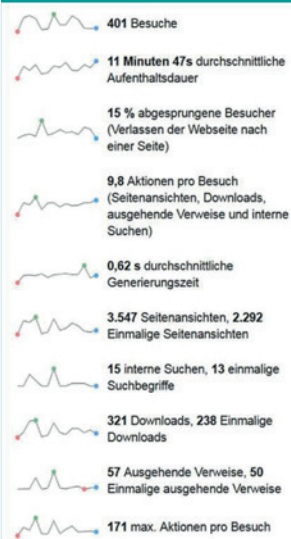 401 Besuche
11 Minuten 47s durchschnittliche
Aufenthaltsdauer
15 % abgesprungene Besucher
(Verlassen der Webseite nach
einer Seite)
9,8 Aktionen pro Besuch
(Seitenansichten, Downloads,
ausgehende Verweise und interne
Suchen)
0,62 s durchschnittliche
Generierungszeit
3.547 Seitenansichten, 2.292
Einmalige Seitenansichten
15 interne Suchen, 13 einmalige
Suchbegriffe
321 Downloads, 238 Einmalige
Downloads
57 Ausgehende Verweise, 50
Einmalige ausgehende Verweise
171 max. Aktionen pro Besuch